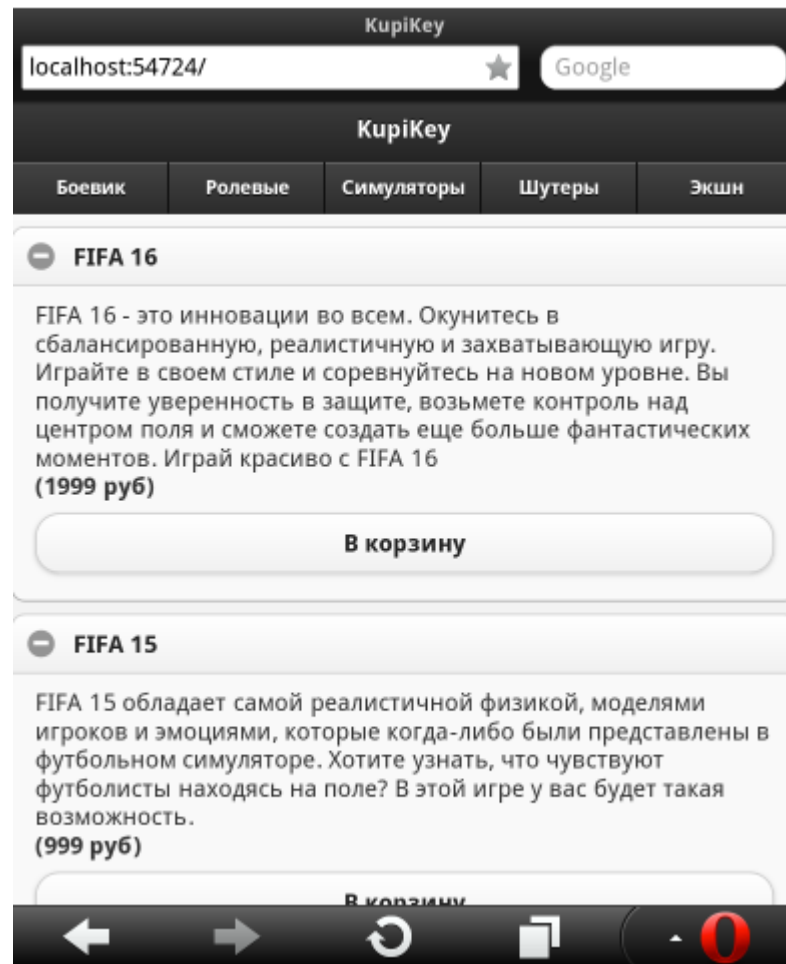 KupiKey
localhost:54724/ Google
KupiKey
Боевик Ролевые Симуляторы Шутеры Экшн
FIFA 16
FIFA 16 - это инновации во всем. Окунитесь в
сбалансированную, реалистичную и захватывающую игру.
Играйте в своем стиле и соревнуйтесь на новом уровне. Вы
получите уверенность в защите, возьмете контроль над
центром поля и сможете создать еще больше фантастических
моментов. Играй красиво с FIFA 16
(1999 руб)
В корзину
FIFA 15
FIFA 15 обладает самой реалистичной физикой, моделями
игроков и эмоциями, которые когда-либо были представлены в
футбольном симуляторе. Хотите узнать, что чувствуют
футболисты находясь на поле? В этой игре у вас будет такая
возможность.
(999 руб)
В корзину